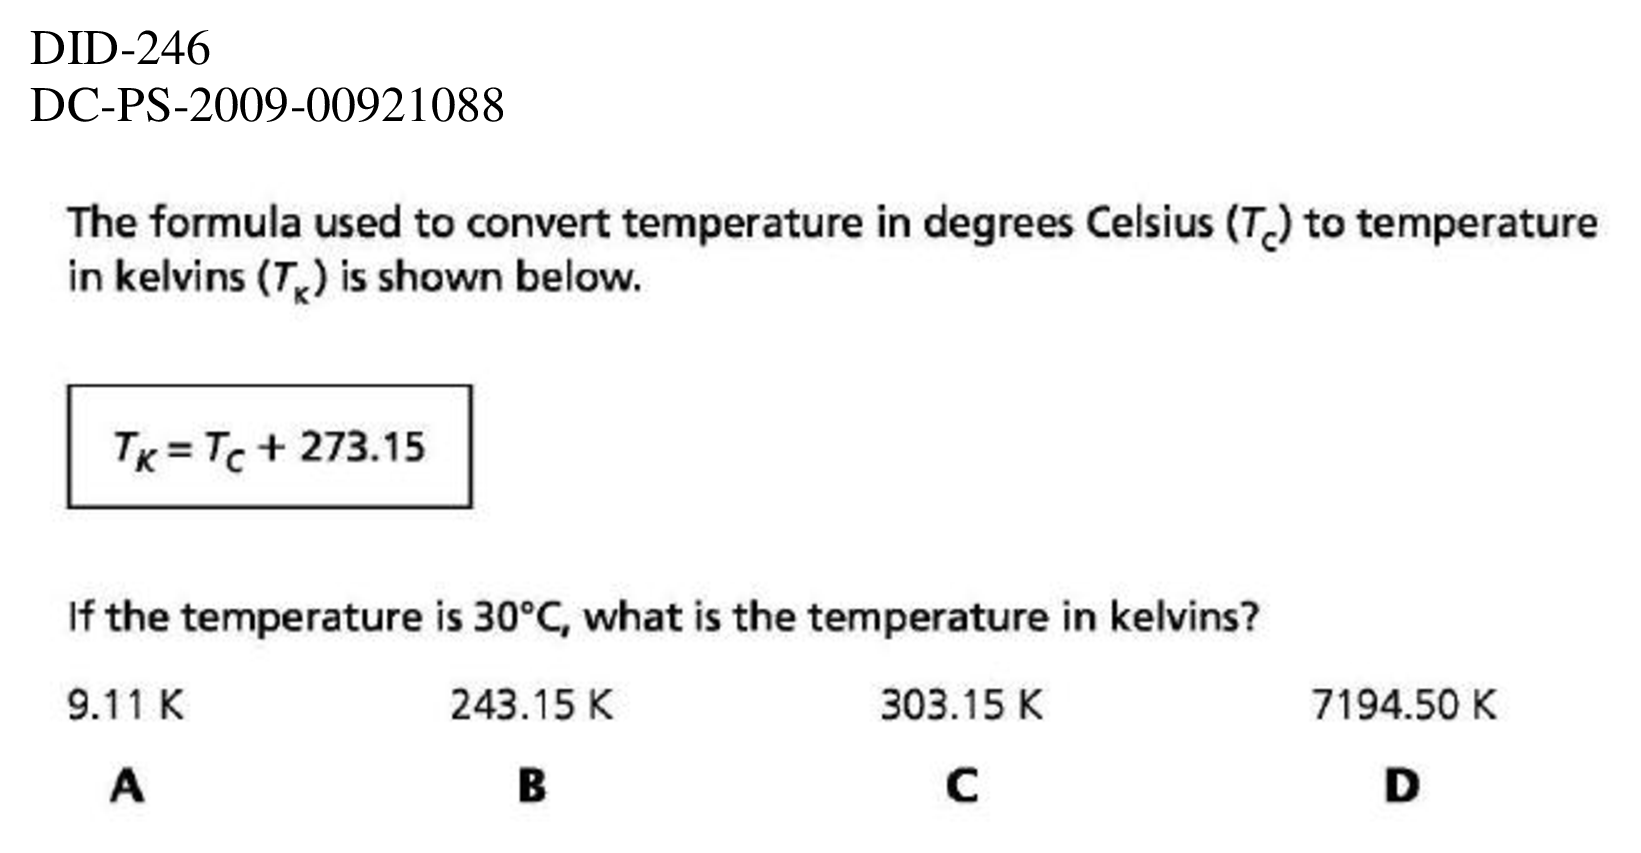 DID-246
DC-PS-2009-00921088
The formula used to convert temperature in degrees Celsius (T_C) to temperature
in kelvins (T_K) is shown below.
T_K = T_C + 273.15
If the temperature is 30°C, what is the temperature in kelvins?
9.11 K 243.15 K 303.15 K 7194.50 K
A B C D